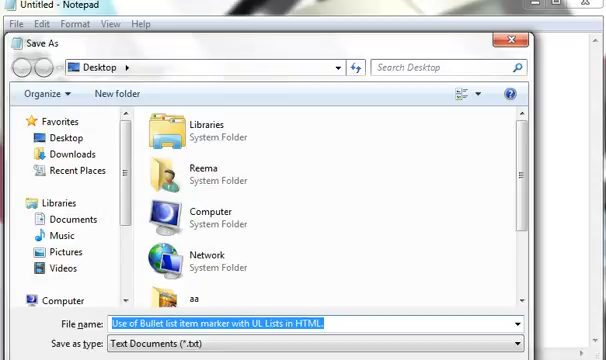 Untitled - Notepad
File Edit Format View Help
Save As
Desktop
Search Desktop
Organize New folder
Favorites
Desktop
Downloads
Recent Places
Libraries
Documents
Music
Pictures
Videos
Computer
Libraries
System Folder
Reema
System Folder
Computer
System Folder
Network
System Folder
aa
File name: Use of Bullet list item marker with UL Lists in HTML.
Save as type: Text Documents (*.txt)